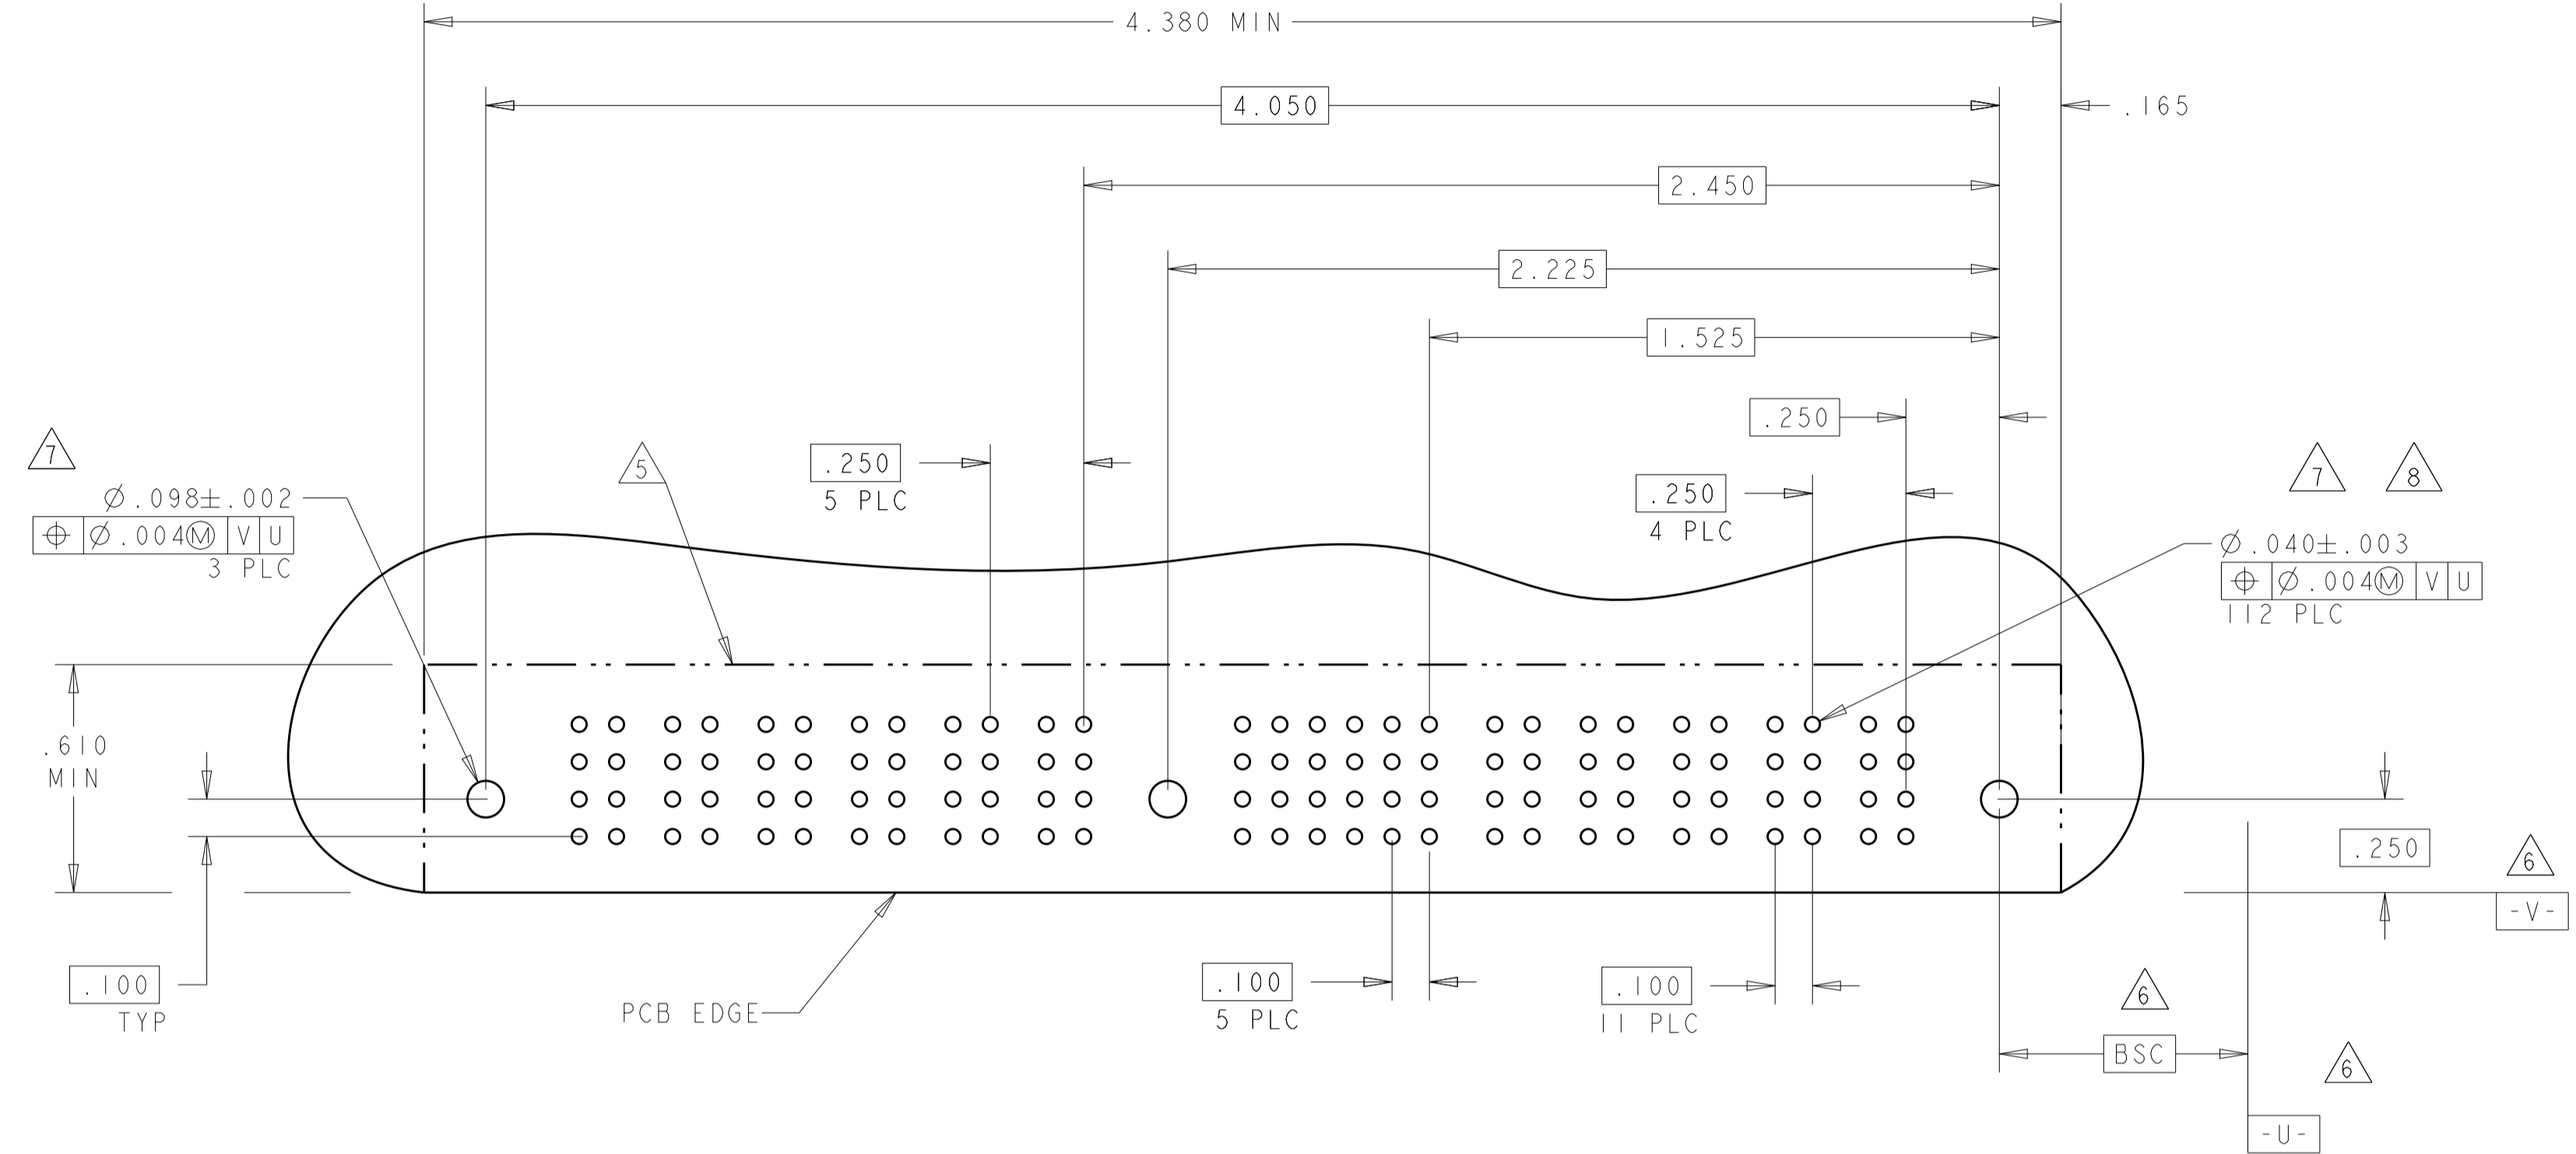 4.380 MIN
4.050
.165
2.450
2.225
1.525
.250
7
5
.250
5 PLC
.250
4 PLC
7 8
Ø.098±.002
⌖ Ø.004Ⓜ V U
3 PLC
Ø.040±.003
⌖ Ø.004Ⓜ V U
112 PLC
.610
MIN
.250
6
-V-
.100
TYP
PCB EDGE
.100
5 PLC
.100
11 PLC
6
BSC
6
-U-